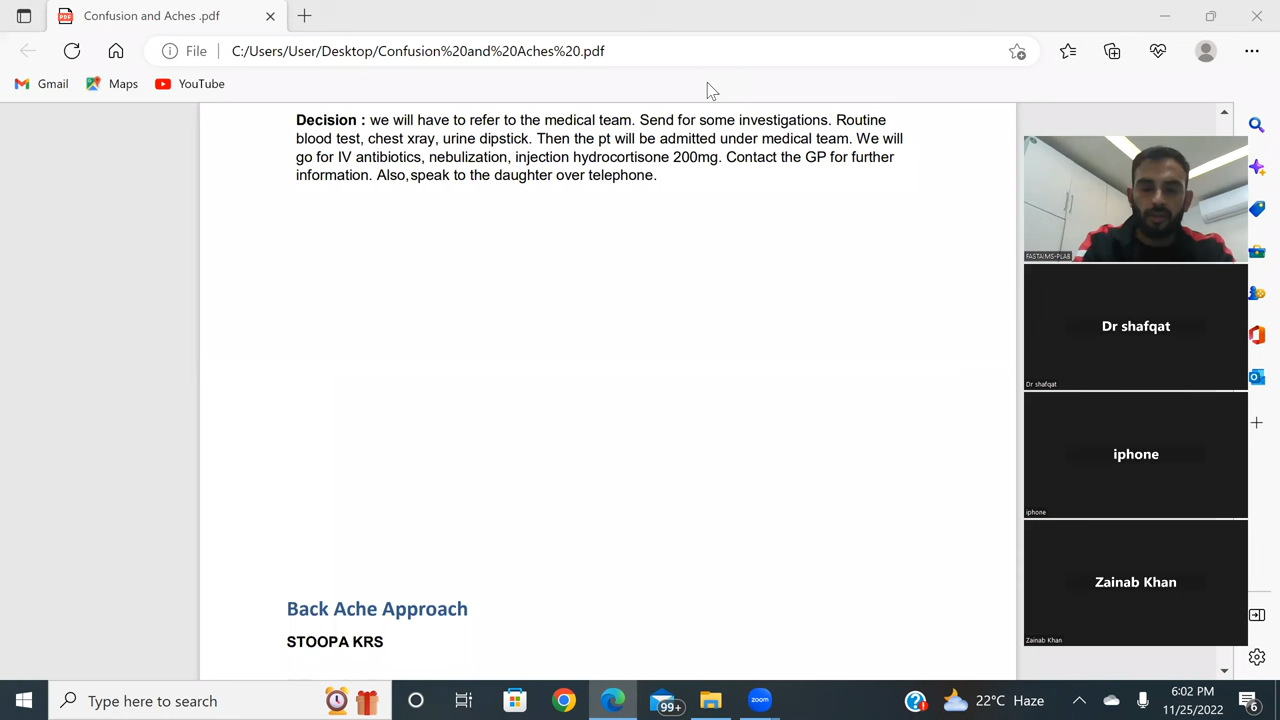 Confusion and Aches .pdf
File
C:/Users/User/Desktop/Confusion%20and%20Aches%20.pdf
Gmail
Maps
YouTube
Decision : we will have to refer to the medical team. Send for some investigations. Routine
blood test, chest xray, urine dipstick. Then the pt will be admitted under medical team. We will
go for IV antibiotics, nebulization, injection hydrocortisone 200mg. Contact the GP for further
information. Also,speak to the daughter over telephone.
FASTAIMS-PLAB
Dr shafqat
Dr shafqat
iphone
iphone
Zainab Khan
Zainab Khan
Back Ache Approach
STOOPA KRS
Type here to search
99+
zoom
22°C Haze
6:02 PM
11/25/2022
6